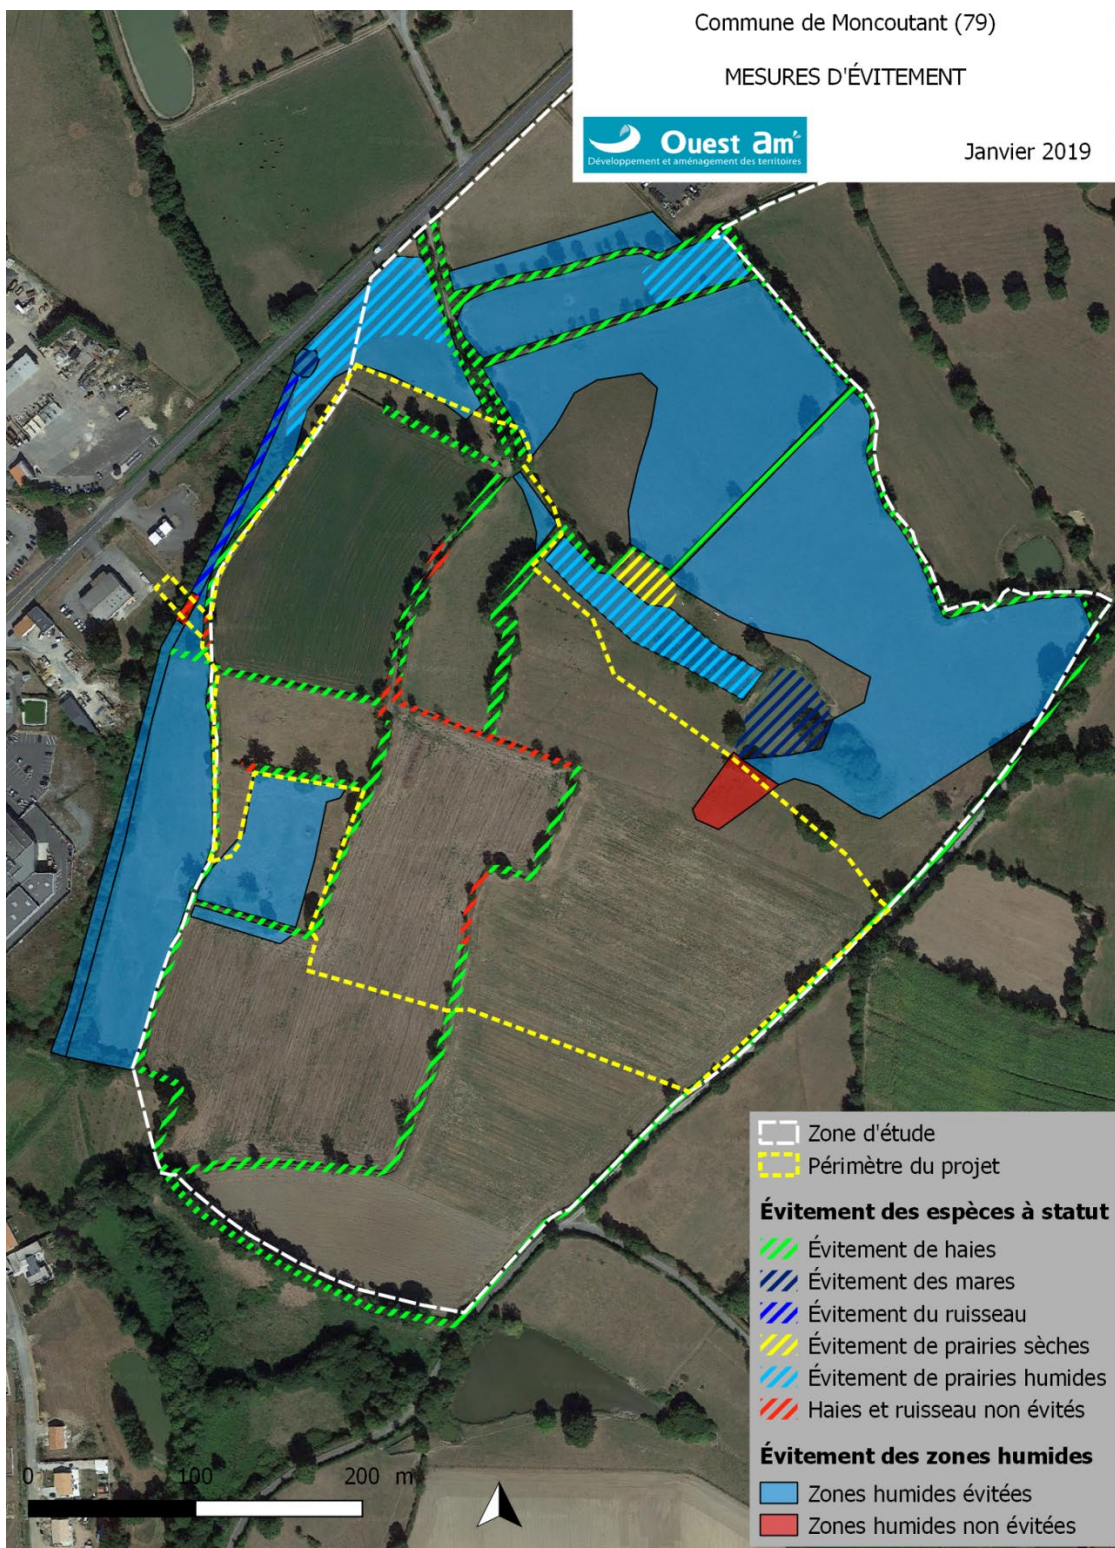 Commune de Moncoutant (79)
MESURES D'ÉVITEMENT
Ouest am'
Développement et aménagement des territoires
Janvier 2019
Zone d'étude
Périmètre du projet
Évitement des espèces à statut
Évitement de haies
Évitement des mares
Évitement du ruisseau
Évitement de prairies sèches
Évitement de prairies humides
Haies et ruisseau non évités
Évitement des zones humides
Zones humides évitées
Zones humides non évitées
0 100 200 m